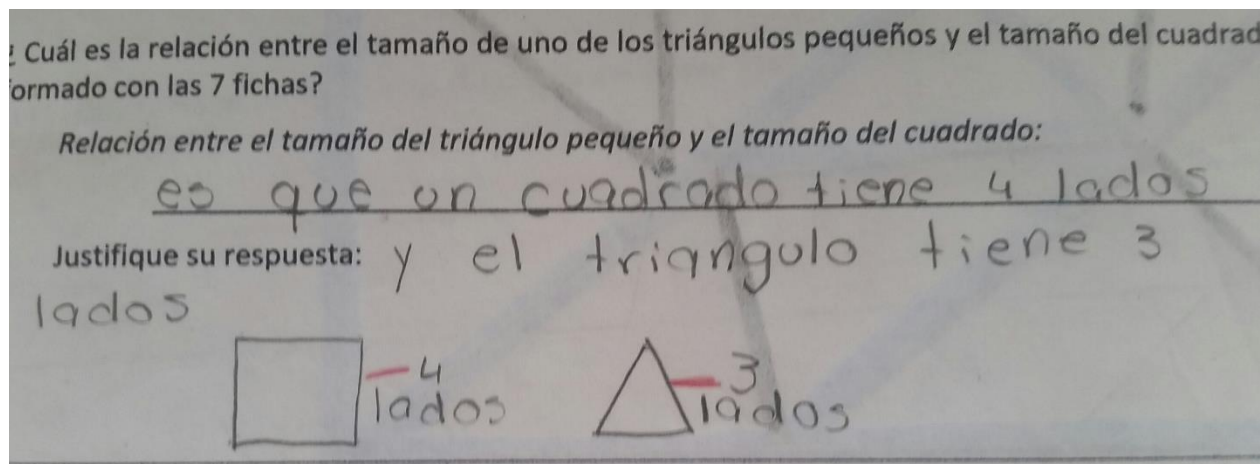 ¿Cuál es la relación entre el tamaño de uno de los triángulos pequeños y el tamaño del cuadrad
formado con las 7 fichas?
Relación entre el tamaño del triángulo pequeño y el tamaño del cuadrado:
es que un cuadrado tiene 4 lados
Justifique su respuesta: y el triangulo tiene 3
lados
4
lados
3
lados